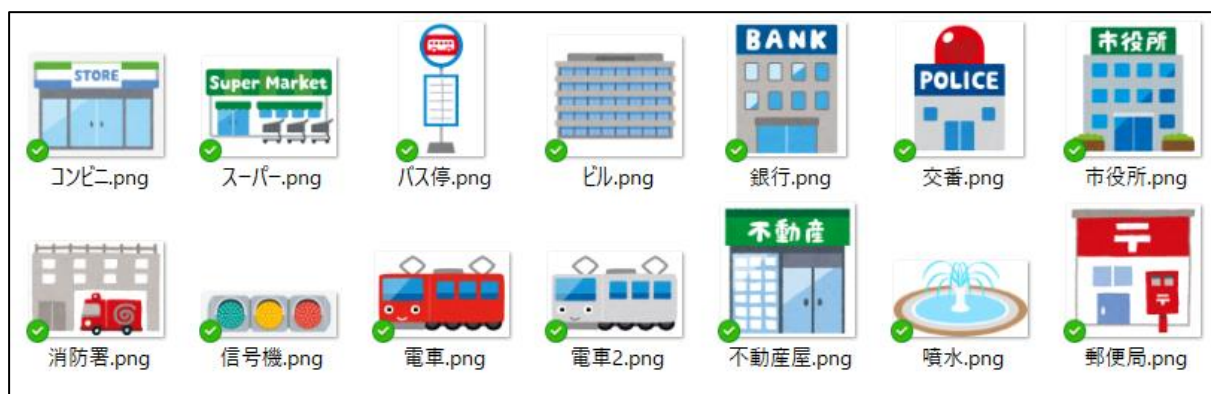 STORE
コンビニ.png
Super Market
スーパー.png
バス停.png
ビル.png
BANK
銀行.png
POLICE
交番.png
市役所
市役所.png
消防署.png
信号機.png
電車.png
電車2.png
不動産
不動産屋.png
噴水.png
〒
〒
郵便局.png